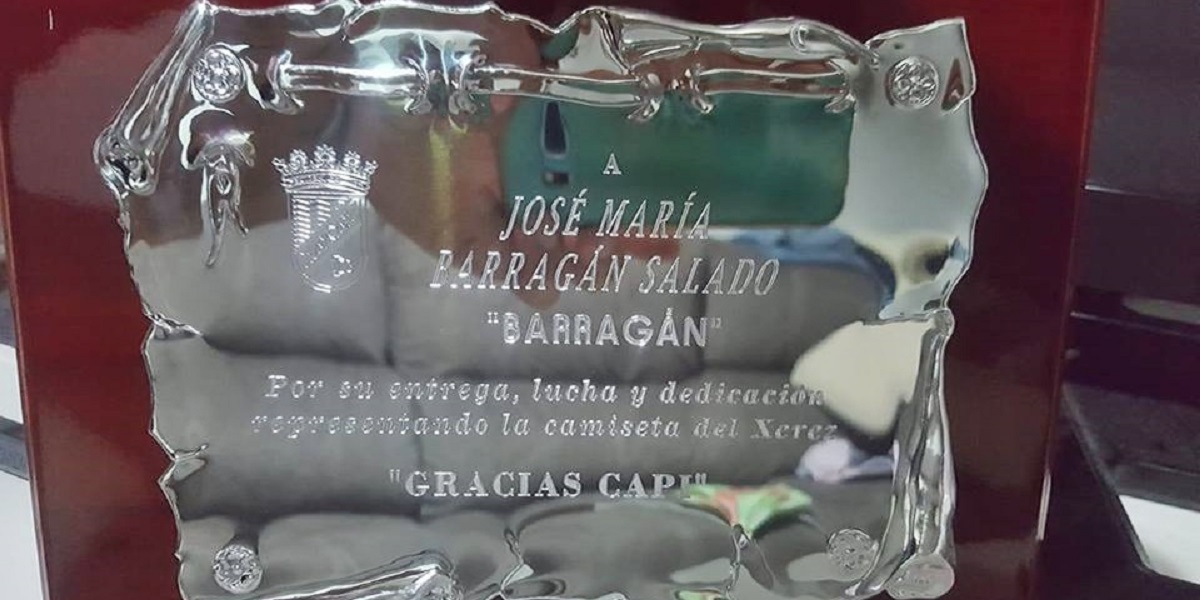 A
JOSÉ MARÍA
BARRAGÁN SALADO
"BARRAGÁN"
Por su entrega, lucha y dedicación
representando la camiseta del Xerez
"GRACIAS CAPI"